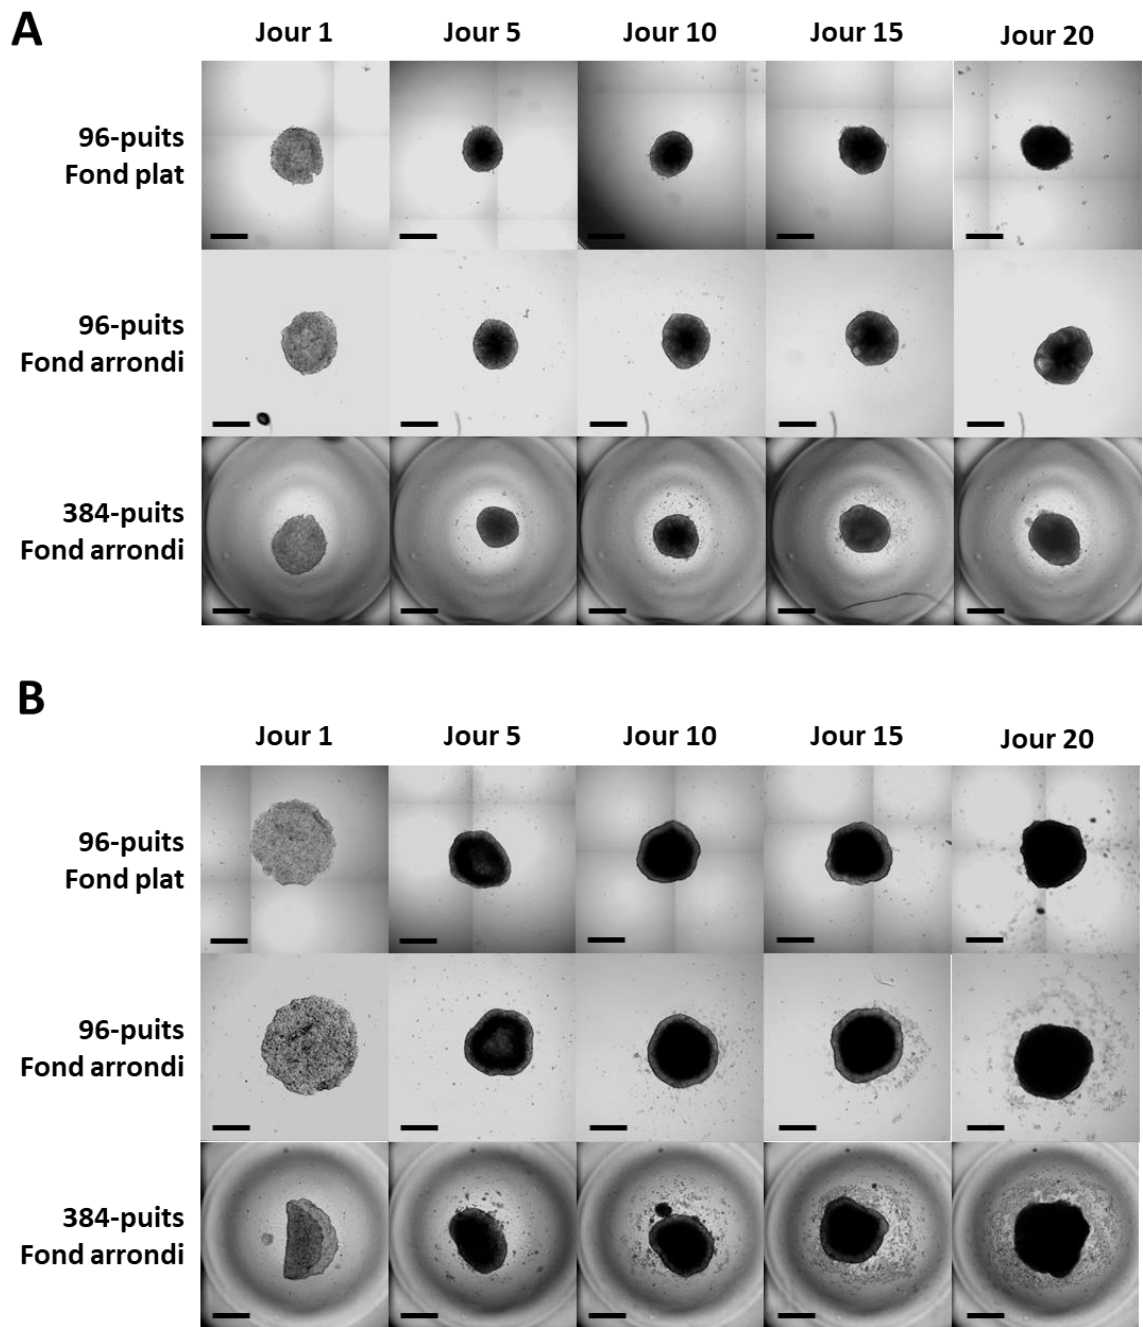 A
Jour 1 Jour 5 Jour 10 Jour 15 Jour 20
96-puits
Fond plat
96-puits
Fond arrondi
384-puits
Fond arrondi
B
Jour 1 Jour 5 Jour 10 Jour 15 Jour 20
96-puits
Fond plat
96-puits
Fond arrondi
384-puits
Fond arrondi